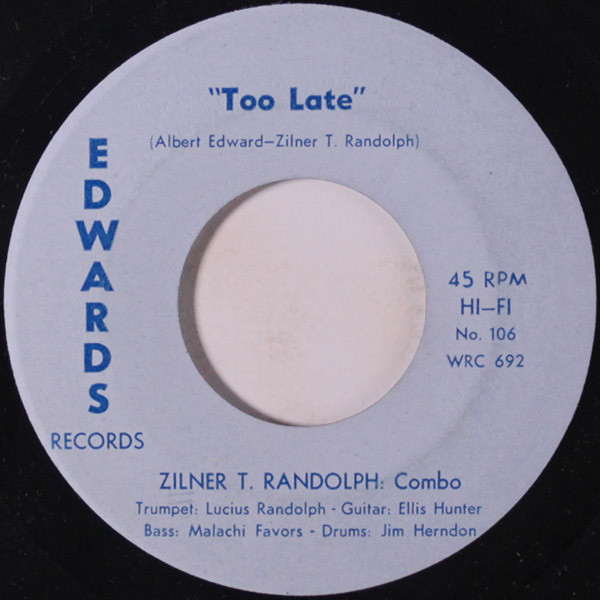 "Too Late"
(Albert Edward—Zilner T. Randolph)
EDWARDS
RECORDS
45 RPM
HI-FI
No. 106
WRC 692
ZILNER T. RANDOLPH: Combo
Trumpet: Lucius Randolph - Guitar: Ellis Hunter
Bass: Malachi Favors - Drums: Jim Herndon